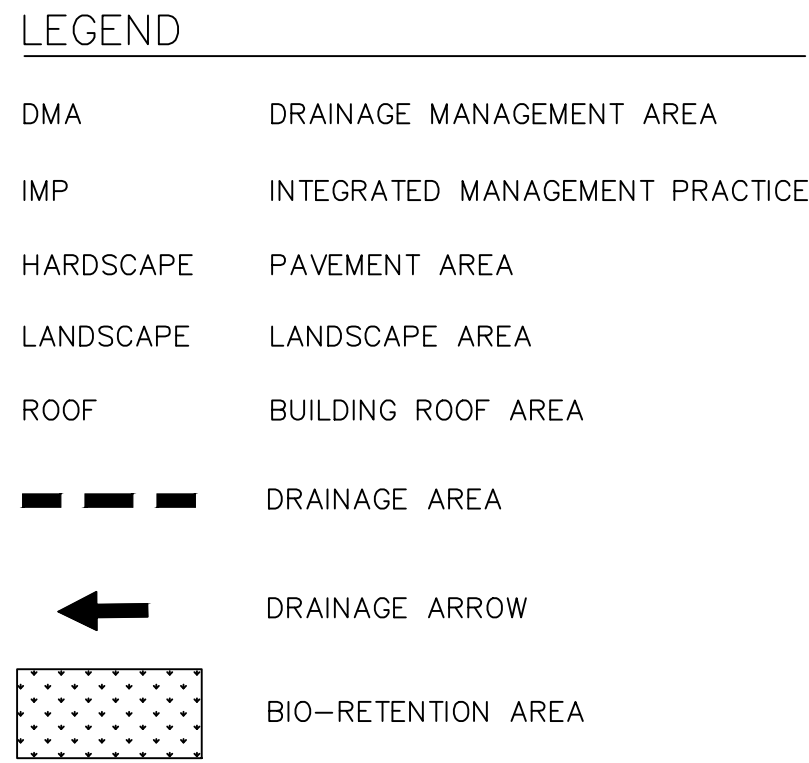 LEGEND
DMA DRAINAGE MANAGEMENT AREA
IMP INTEGRATED MANAGEMENT PRACTICE
HARDSCAPE PAVEMENT AREA
LANDSCAPE LANDSCAPE AREA
ROOF BUILDING ROOF AREA
DRAINAGE AREA
DRAINAGE ARROW
BIO-RETENTION AREA